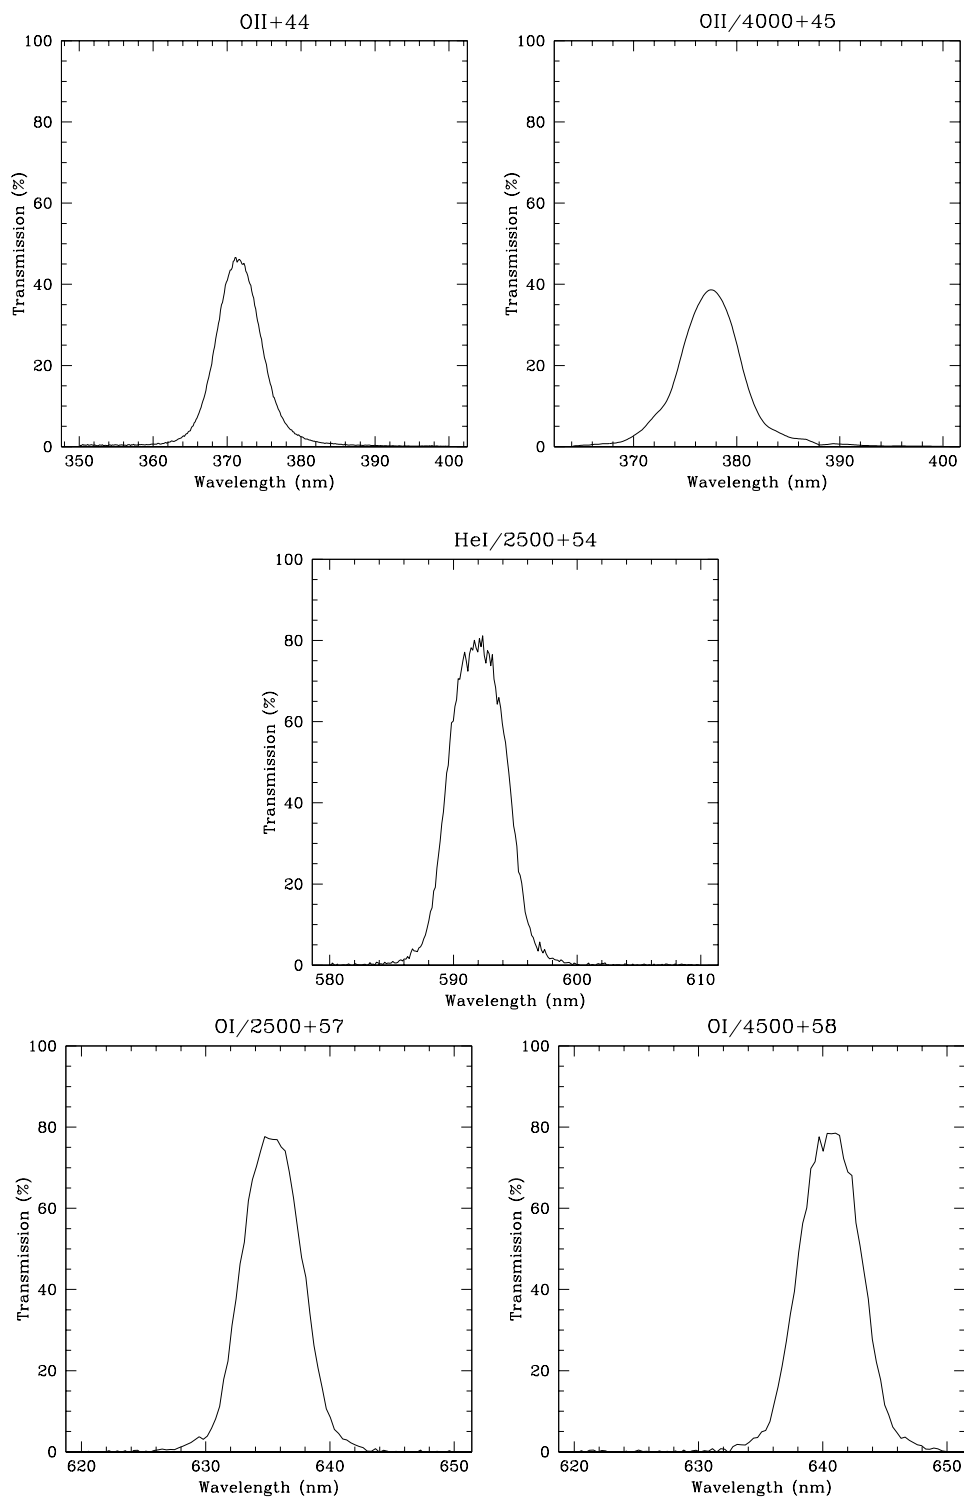 OII+44
100
80
60
40
20
0
Transmission (%)
350 360 370 380 390 400
Wavelength (nm)
OII/4000+45
100
80
60
40
20
0
Transmission (%)
370 380 390 400
Wavelength (nm)
HeI/2500+54
100
80
60
40
20
0
Transmission (%)
580 590 600 610
Wavelength (nm)
OI/2500+57
100
80
60
40
20
0
Transmission (%)
620 630 640 650
Wavelength (nm)
OI/4500+58
100
80
60
40
20
0
Transmission (%)
620 630 640 650
Wavelength (nm)